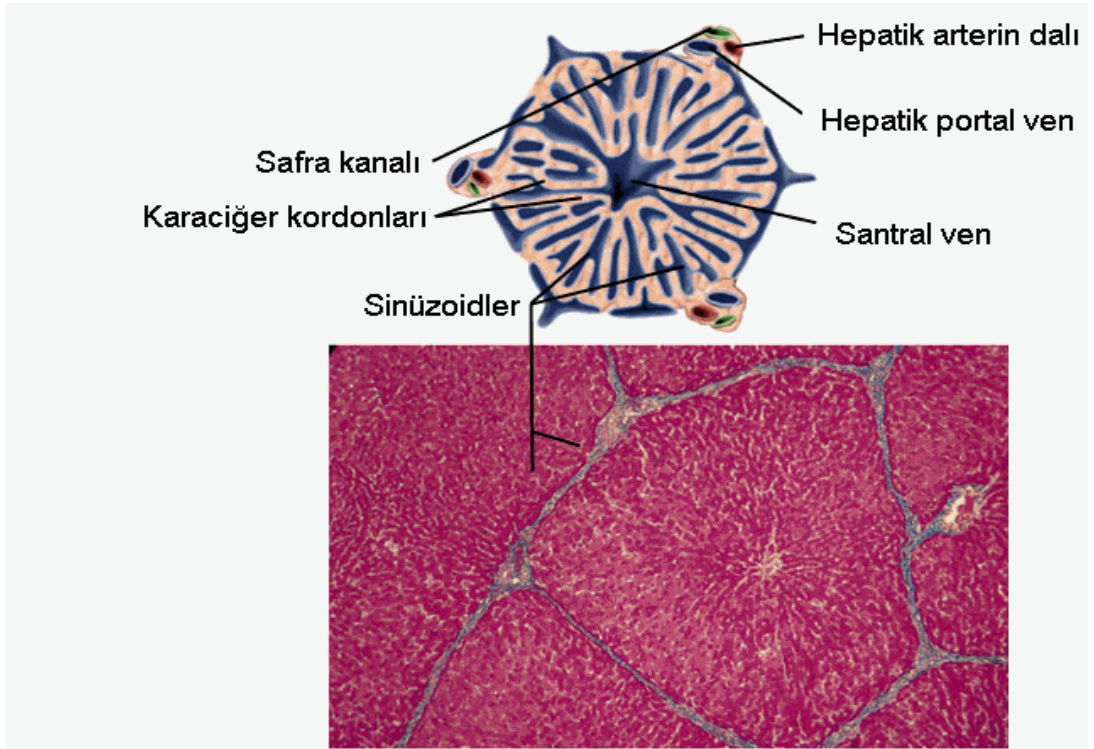 Hepatik arterin dalı
Hepatik portal ven
Safra kanalı
Karaciğer kordonları
Santral ven
Sinüzoidler